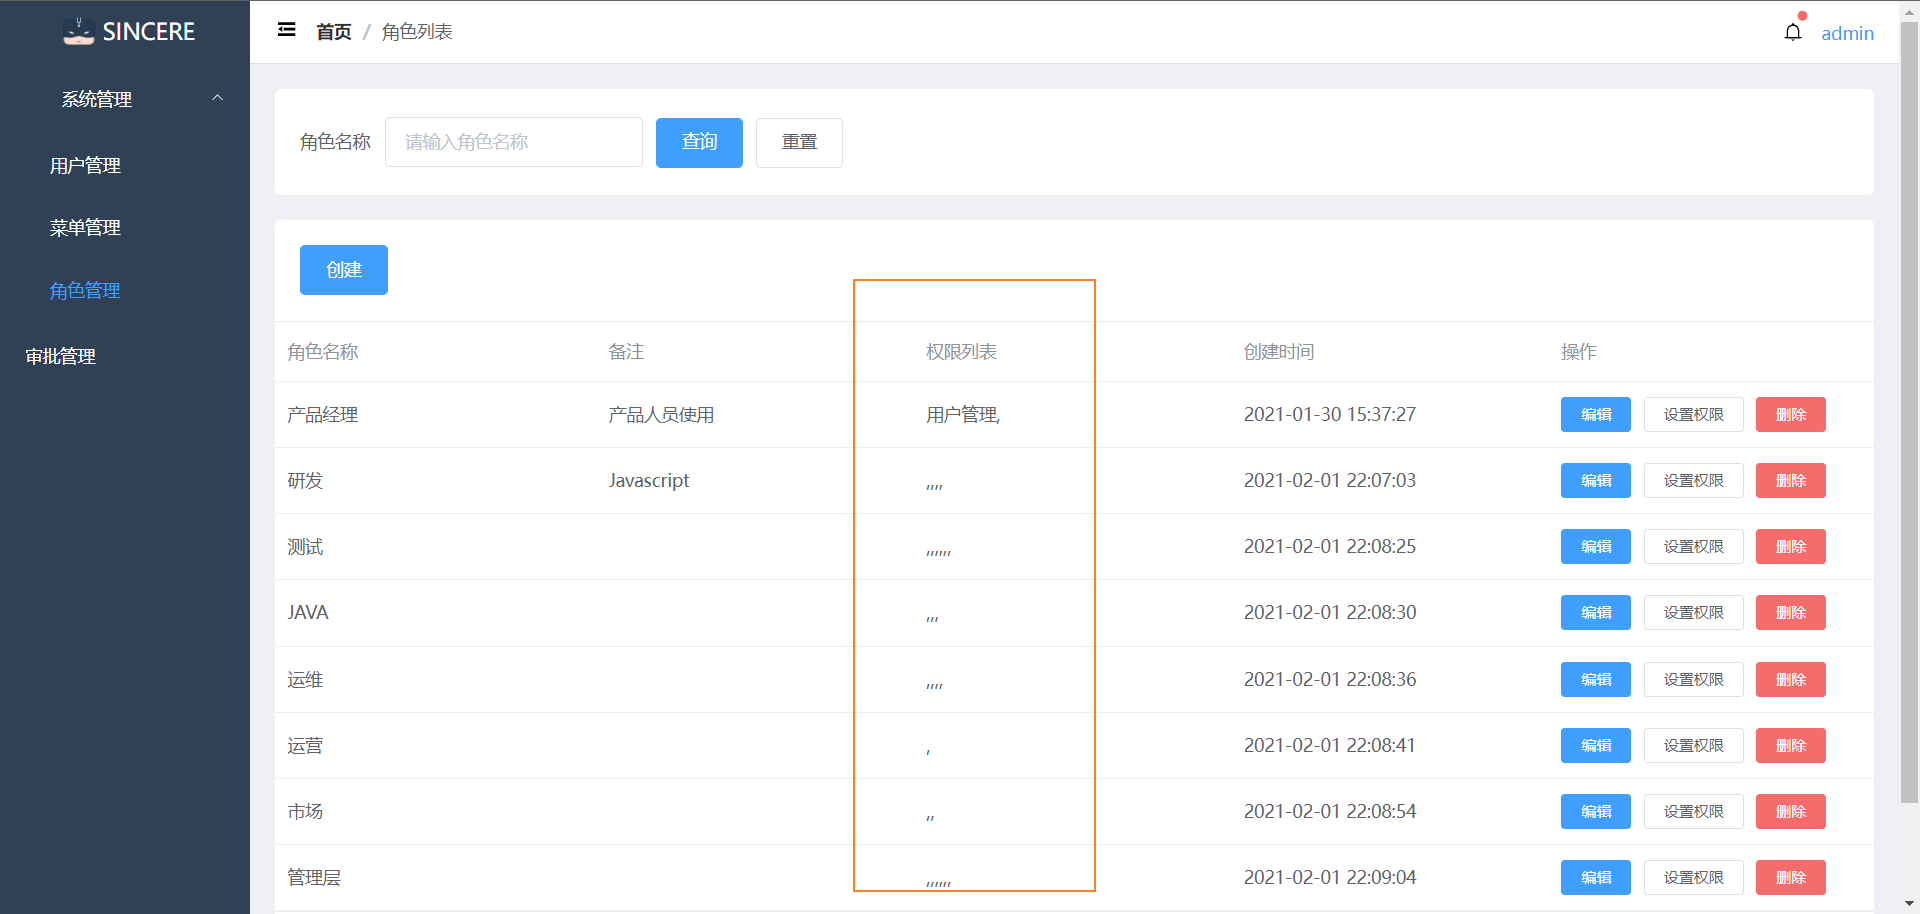 SINCERE
首页 / 角色列表
admin
系统管理
用户管理
菜单管理
角色管理
审批管理
角色名称 请输入角色名称 查询 重置
创建
角色名称 备注 权限列表 创建时间 操作
产品经理 产品人员使用 用户管理, 2021-01-30 15:37:27 编辑 设置权限 删除
研发 Javascript ,,,, 2021-02-01 22:07:03 编辑 设置权限 删除
测试 ,,,,,, 2021-02-01 22:08:25 编辑 设置权限 删除
JAVA ,,, 2021-02-01 22:08:30 编辑 设置权限 删除
运维 ,,,, 2021-02-01 22:08:36 编辑 设置权限 删除
运营 , 2021-02-01 22:08:41 编辑 设置权限 删除
市场 ,, 2021-02-01 22:08:54 编辑 设置权限 删除
管理层 ,,,,,, 2021-02-01 22:09:04 编辑 设置权限 删除